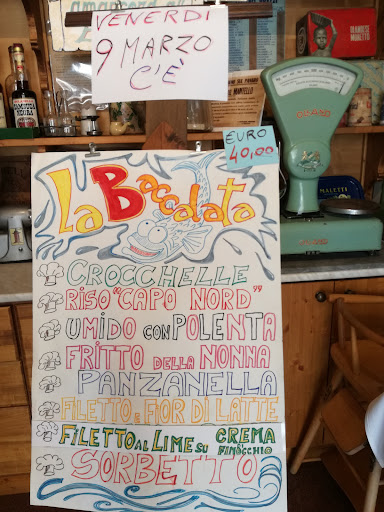 VENERDI
9 MARZO
C'È
EURO
40,00
La Baccalata
CROCCHELLE
RISO "CAPO NORD"
UMIDO CON POLENTA
FRITTO DELLA NONNA
PANZANELLA
FILETTO E FIOR DI LATTE
FILETTO AL LIME SU CREMA
FINOCCHIO
SORBETTO